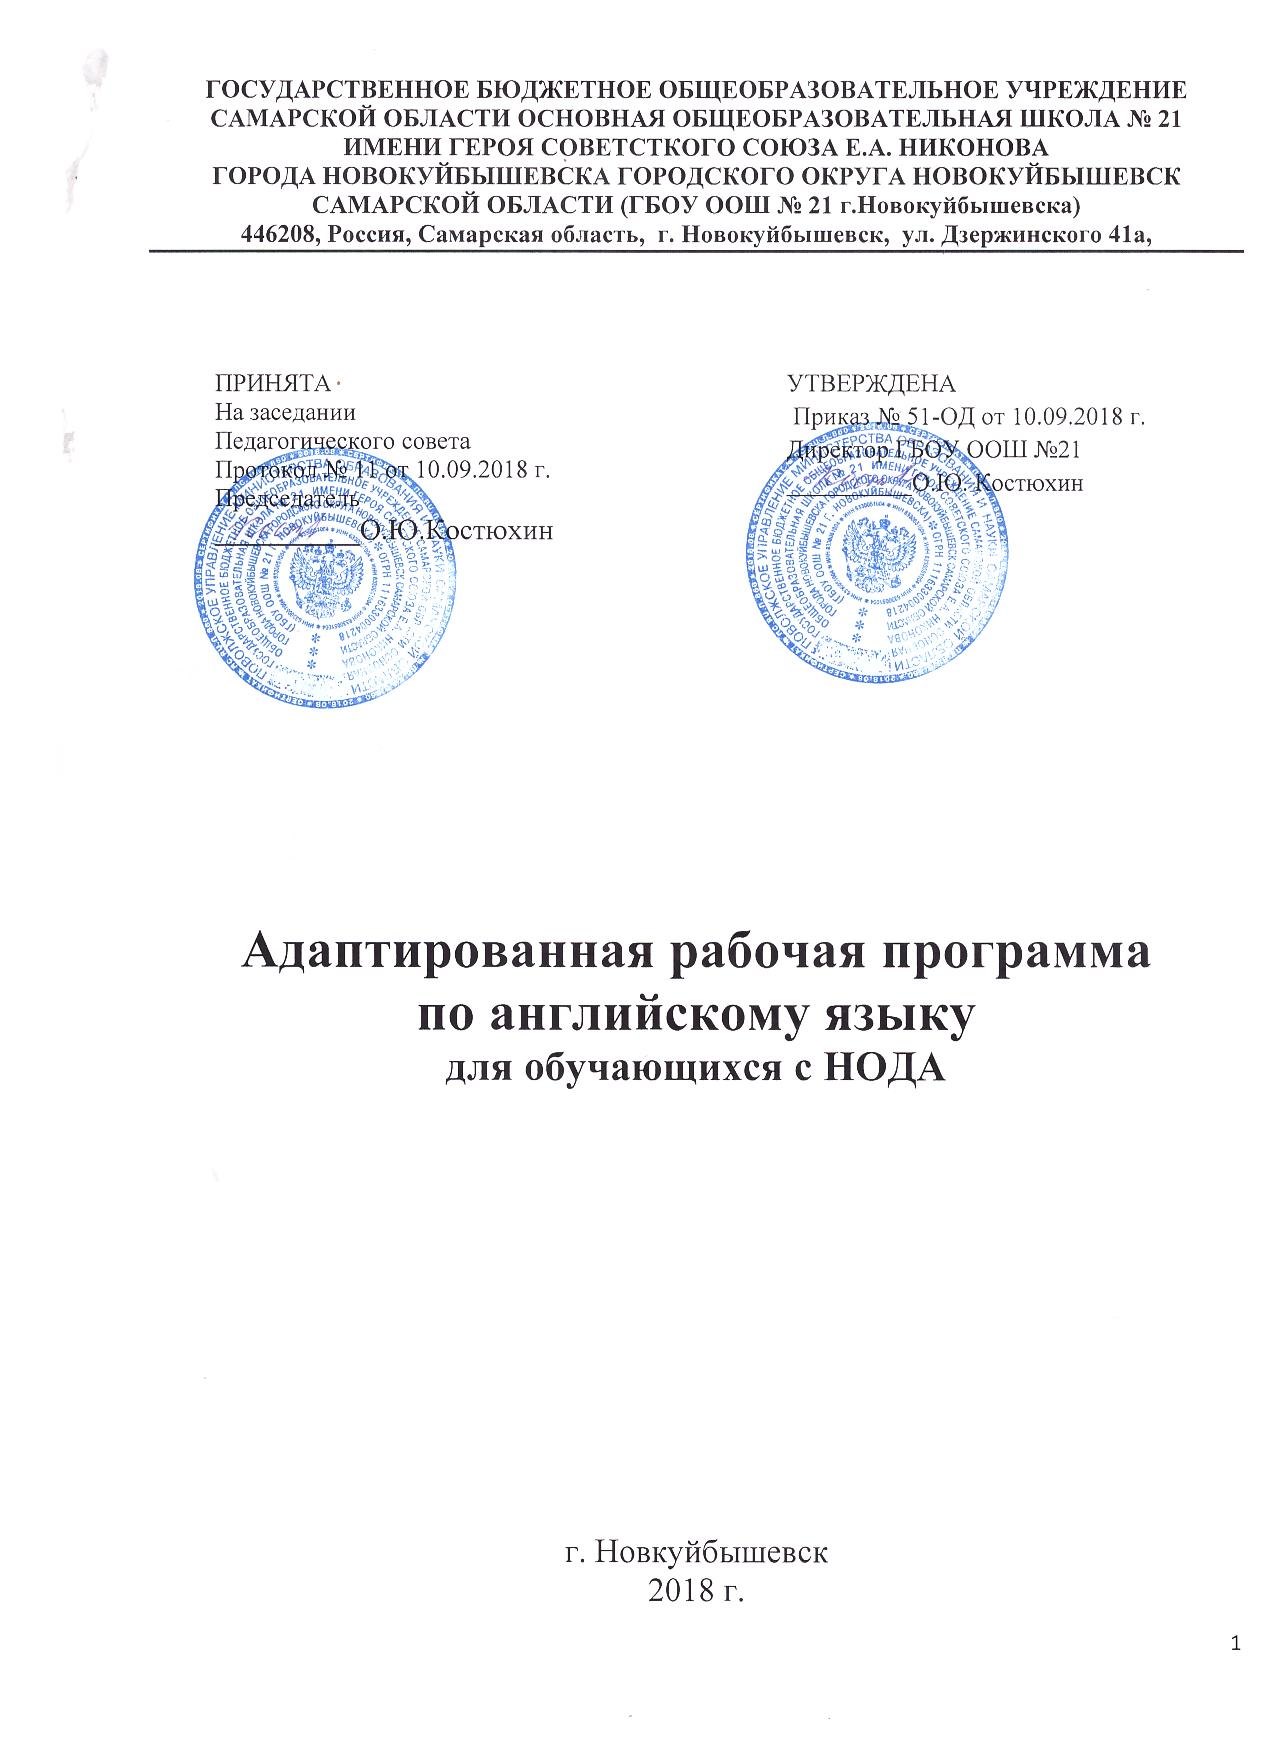 ГОСУДАРСТВЕННОЕ БЮДЖЕТНОЕ ОБЩЕОБРАЗОВАТЕЛЬНОЕ УЧРЕЖДЕНИЕ
САМАРСКОЙ ОБЛАСТИ ОСНОВНАЯ ОБЩЕОБРАЗОВАТЕЛЬНАЯ ШКОЛА № 21
ИМЕНИ ГЕРОЯ СОВЕТСТКОГО СОЮЗА Е.А. НИКОНОВА
ГОРОДА НОВОКУЙБЫШЕВСКА ГОРОДСКОГО ОКРУГА НОВОКУЙБЫШЕВСК
САМАРСКОЙ ОБЛАСТИ (ГБОУ ООШ № 21 г.Новокуйбышевска)
446208, Россия, Самарская область, г. Новокуйбышевск, ул. Дзержинского 41а,
ПРИНЯТА
На заседании
Педагогического совета
Протокол № 11 от 10.09.2018 г.
Председатель
О.Ю.Костюхин
УТВЕРЖДЕНА
Приказ № 51-ОД от 10.09.2018 г.
Директор ГБОУ ООШ №21
О.Ю. Костюхин
Адаптированная рабочая программа
по английскому языку
для обучающихся с НОДА
г. Новкуйбышевск
2018 г.
1